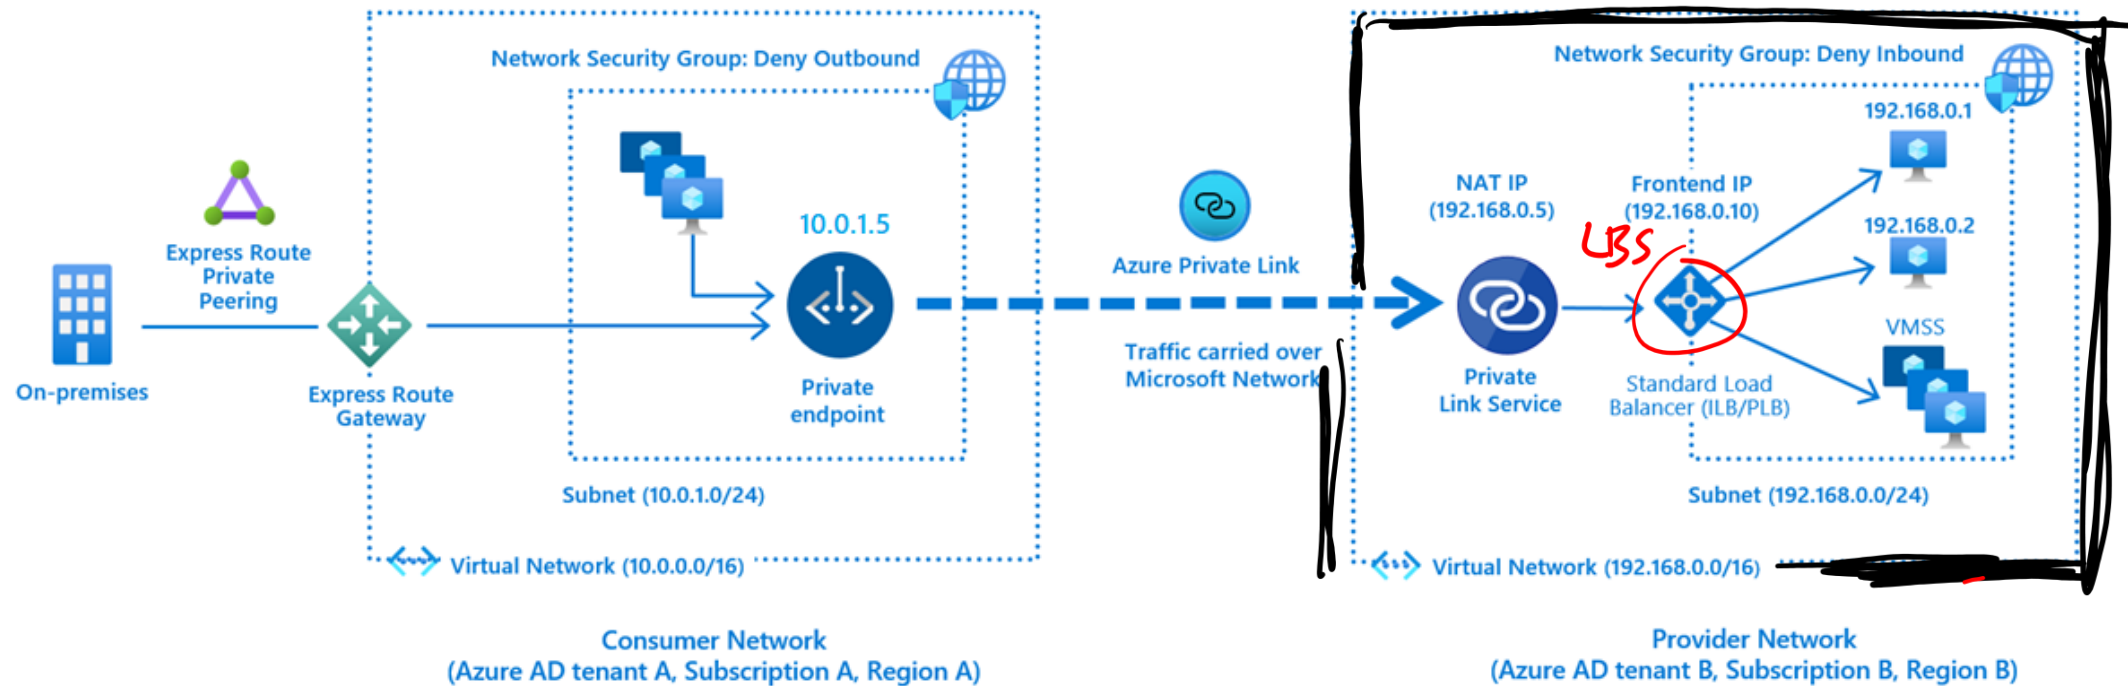 Network Security Group: Deny Outbound
10.0.1.5
Express Route
Private
Peering
On-premises
Express Route
Gateway
Private
endpoint
Subnet (10.0.1.0/24)
Virtual Network (10.0.0.0/16)
Consumer Network
(Azure AD tenant A, Subscription A, Region A)
Azure Private Link
Traffic carried over
Microsoft Network
Network Security Group: Deny Inbound
192.168.0.1
NAT IP
(192.168.0.5)
Frontend IP
(192.168.0.10)
192.168.0.2
LBS
VMSS
Private
Link Service
Standard Load
Balancer (ILB/PLB)
Subnet (192.168.0.0/24)
Virtual Network (192.168.0.0/16)
Provider Network
(Azure AD tenant B, Subscription B, Region B)